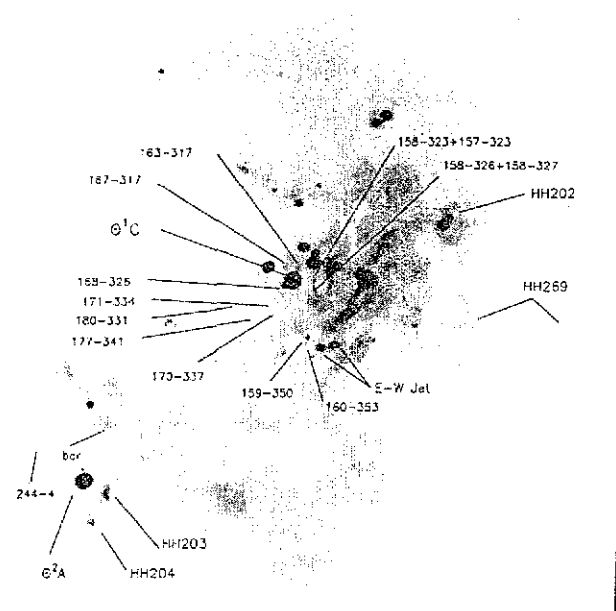 163-317
158-323+157-323
158-326+158-327
167-317
HH202
Θ¹C
168-326
171-334
180-331
177-341
HH269
170-337
159-350
160-353
E-W Jet
bar
244-4
HH203
HH204
Θ²A